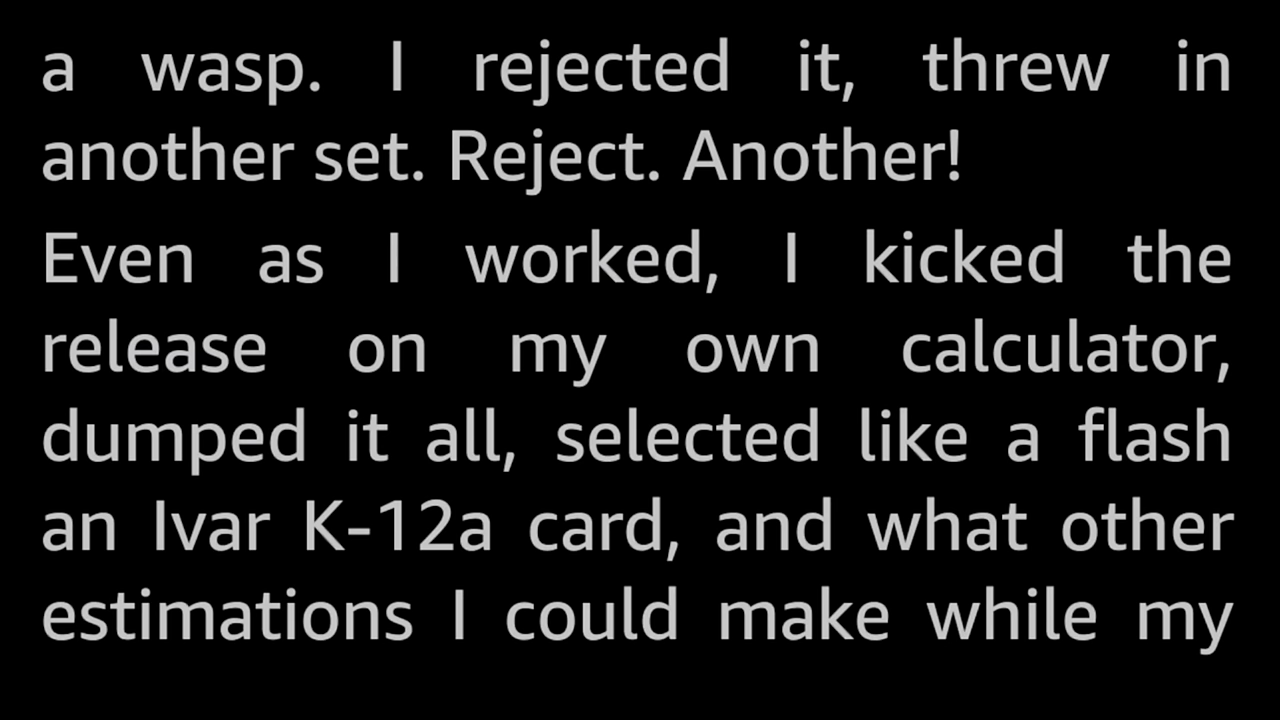 a wasp. I rejected it, threw in
another set. Reject. Another!
Even as I worked, I kicked the
release on my own calculator,
dumped it all, selected like a flash
an Ivar K-12a card, and what other
estimations I could make while my